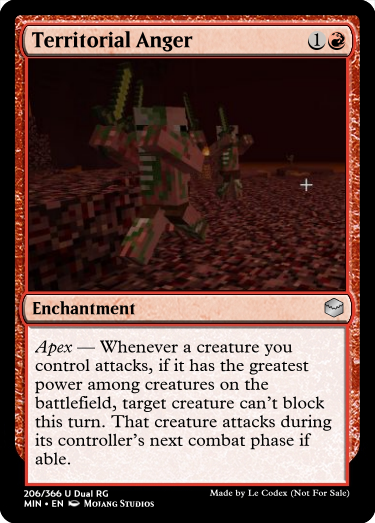 Territorial Anger 1
Enchantment
Apex — Whenever a creature you
control attacks, if it has the greatest
power among creatures on the
battlefield, target creature can't block
this turn. That creature attacks during
its controller's next combat phase if
able.
206/366 U Dual RG
MIN • EN Mojang Studios
Made by Le Codex (Not For Sale)